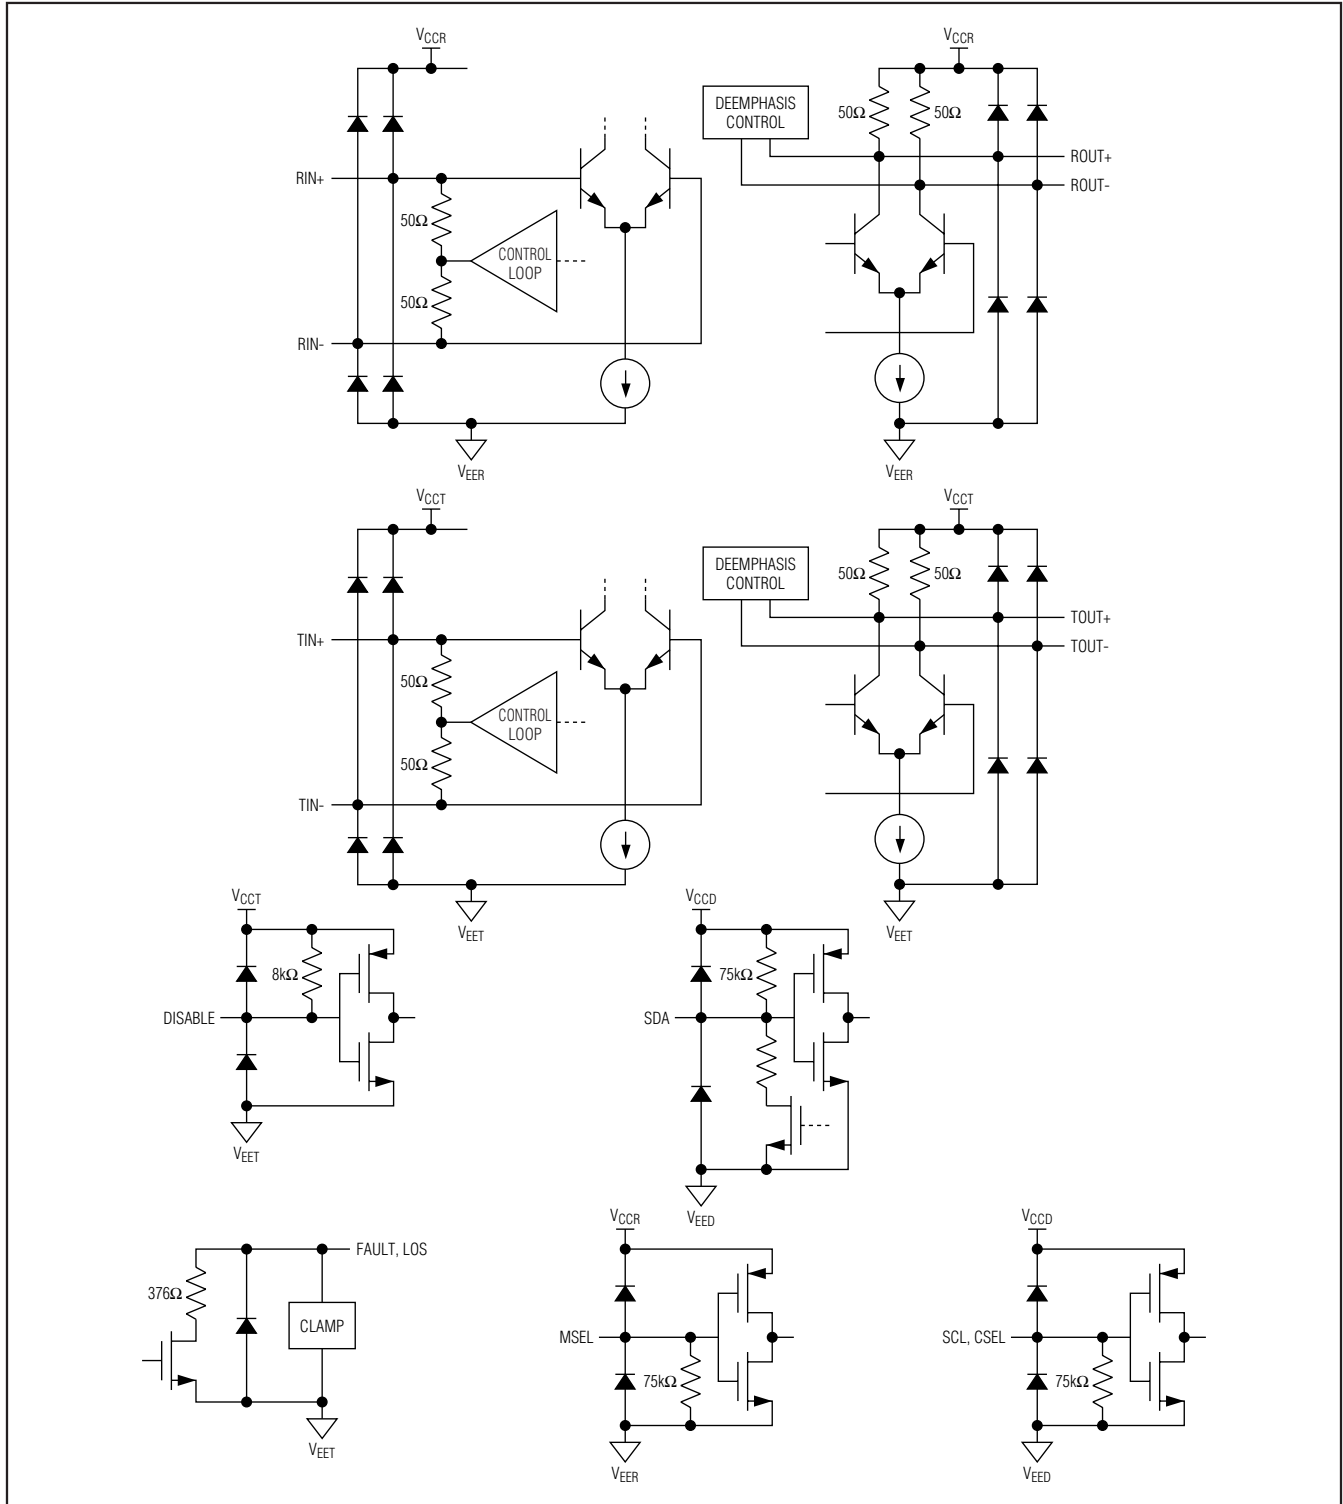 VCCR
VCCR
DEEMPHASIS
CONTROL
50Ω
50Ω
ROUT+
ROUT-
RIN+
50Ω
CONTROL
LOOP
50Ω
RIN-
VEER
VEER
VCCT
VCCT
DEEMPHASIS
CONTROL
50Ω
50Ω
TOUT+
TOUT-
TIN+
50Ω
CONTROL
LOOP
50Ω
TIN-
VEET
VEET
VCCT
8kΩ
DISABLE
VEET
VCCD
75kΩ
SDA
VEED
FAULT, LOS
376Ω
CLAMP
VEET
VCCR
MSEL
75kΩ
VEER
VCCD
SCL, CSEL
75kΩ
VEED